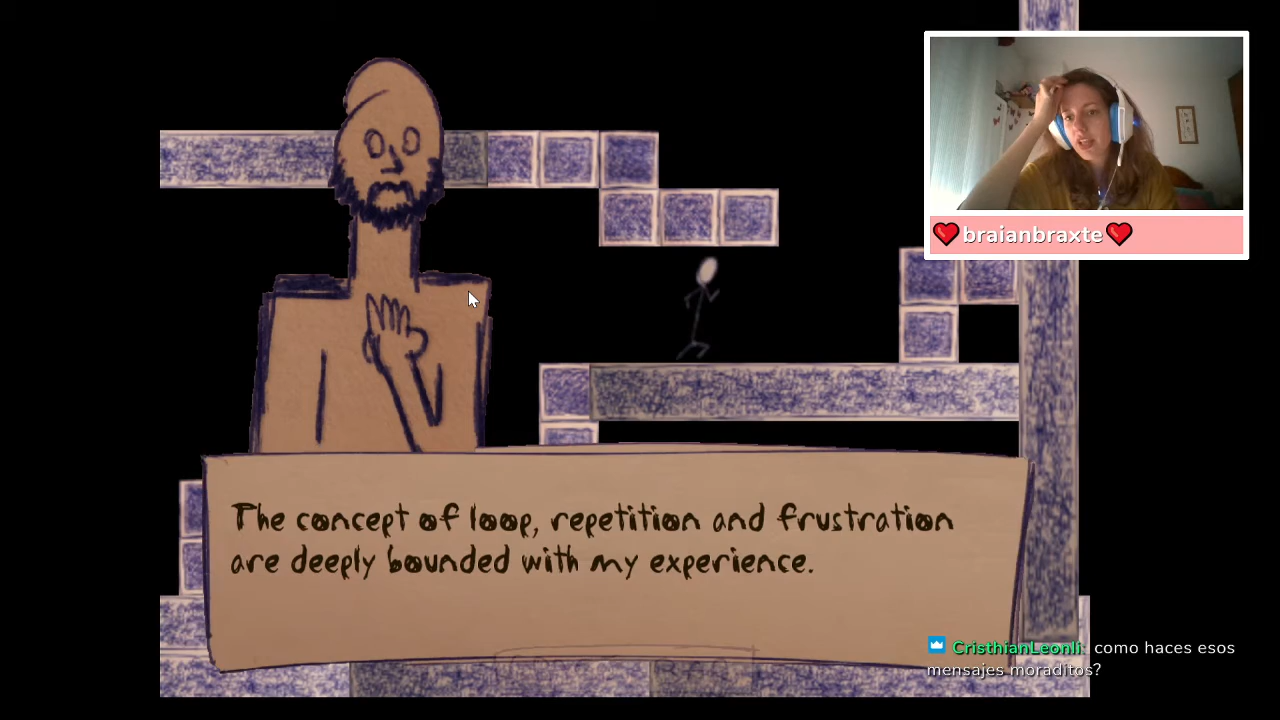 ❤️braianbraxte❤️
The concept of loop, repetition and frustration
are deeply bounded with my experience.
CristhianLeonli: como haces esos
mensajes moraditos?